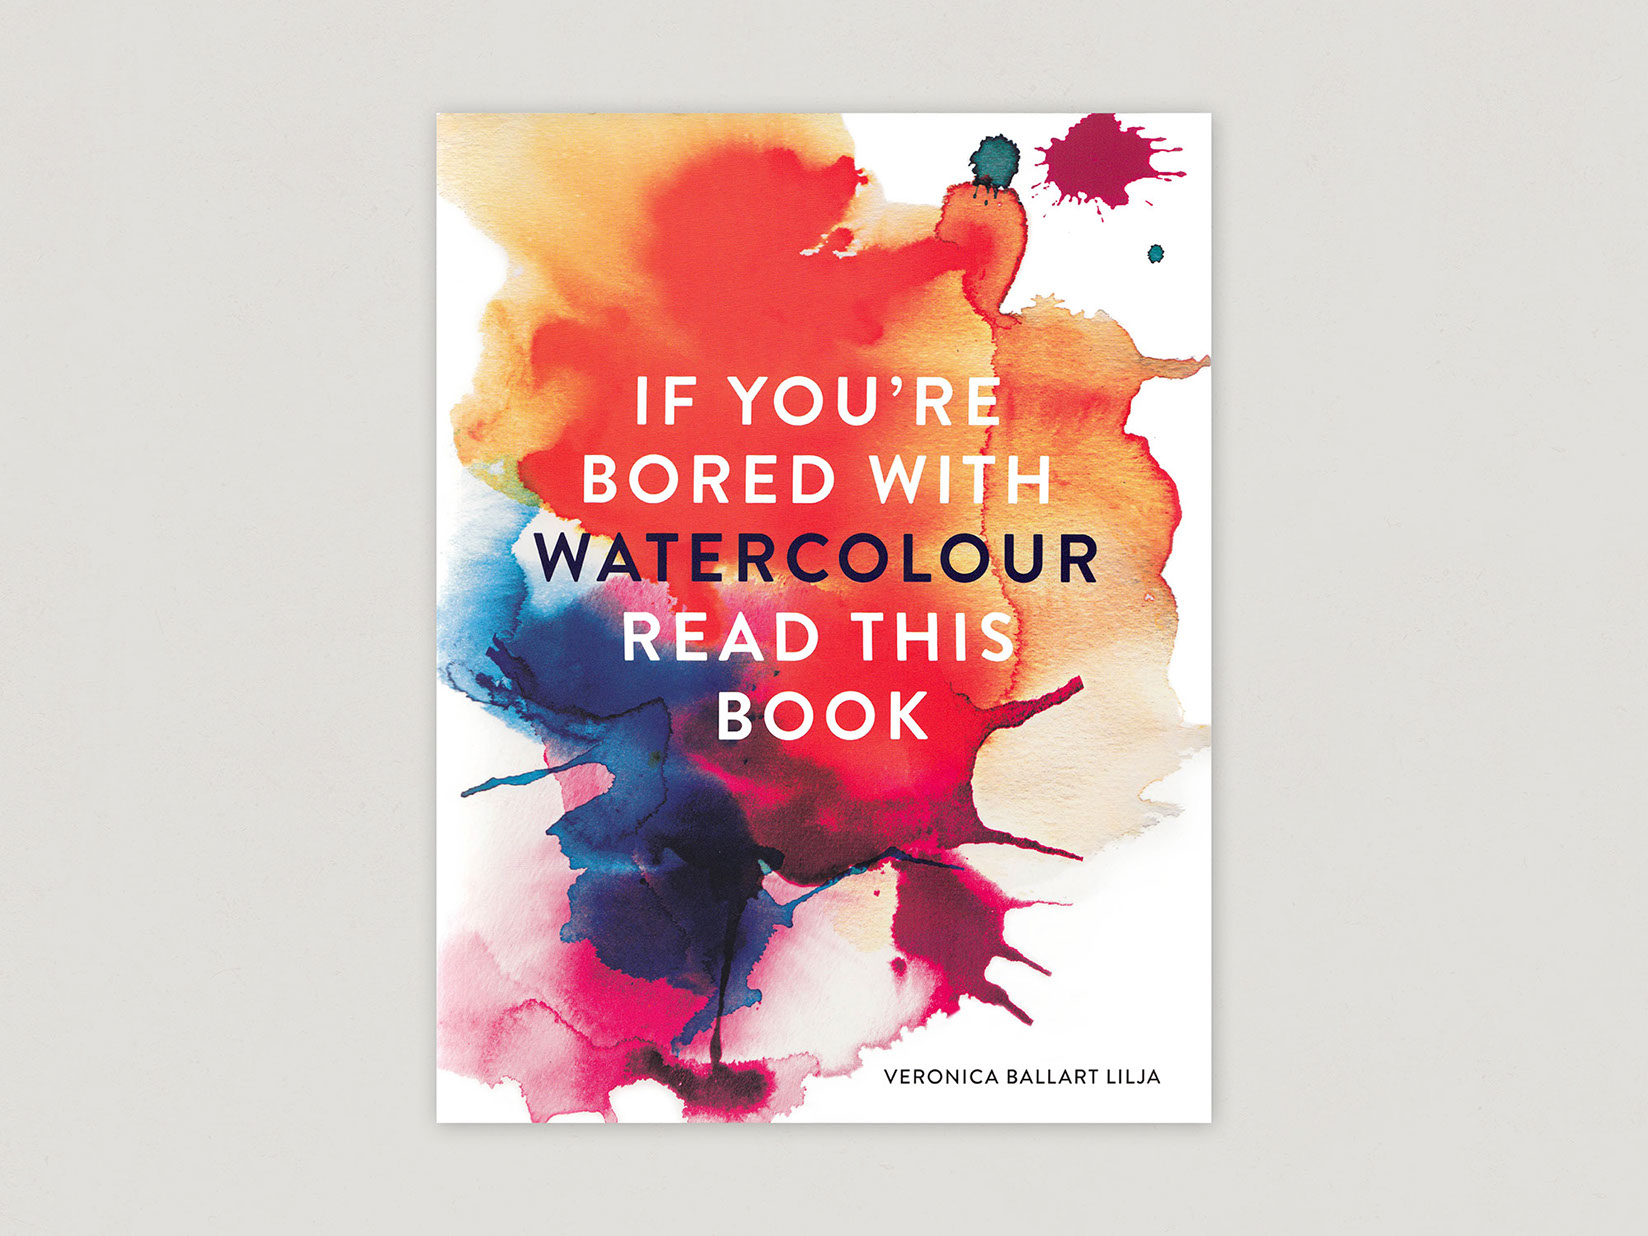 IF YOU’RE
BORED WITH
WATERCOLOUR
READ THIS
BOOK
VERONICA BALLART LILJA